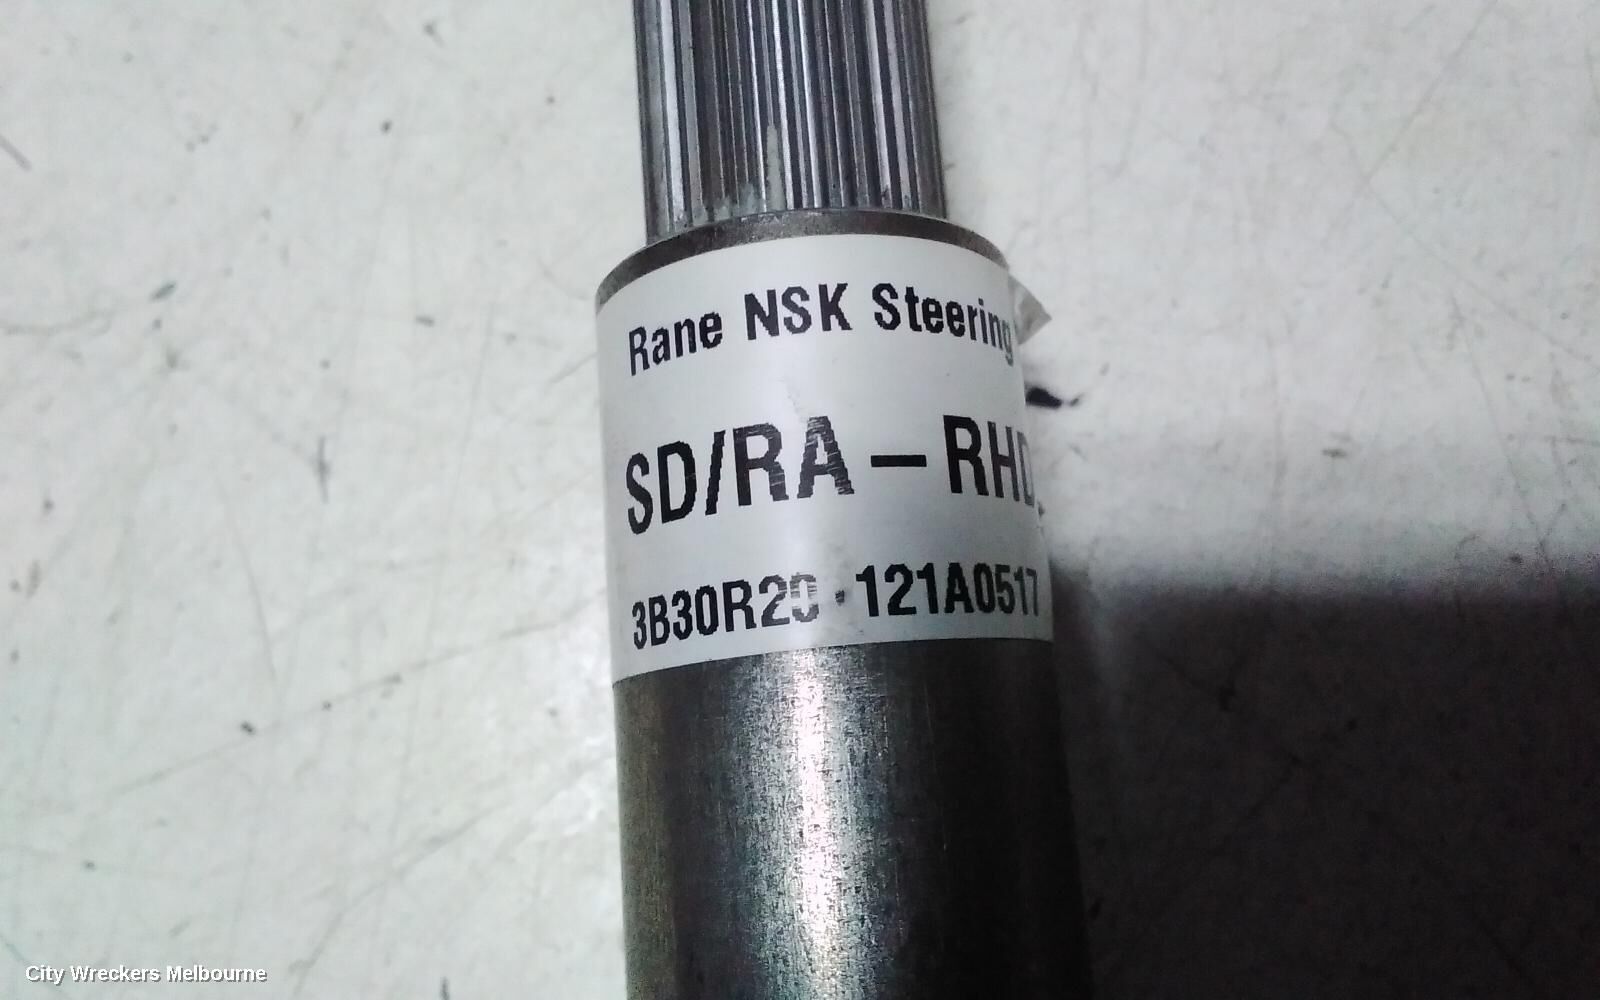 Rane NSK Steering
SD/RA – RHD
3B30R20 · 121A0517
City Wreckers Melbourne